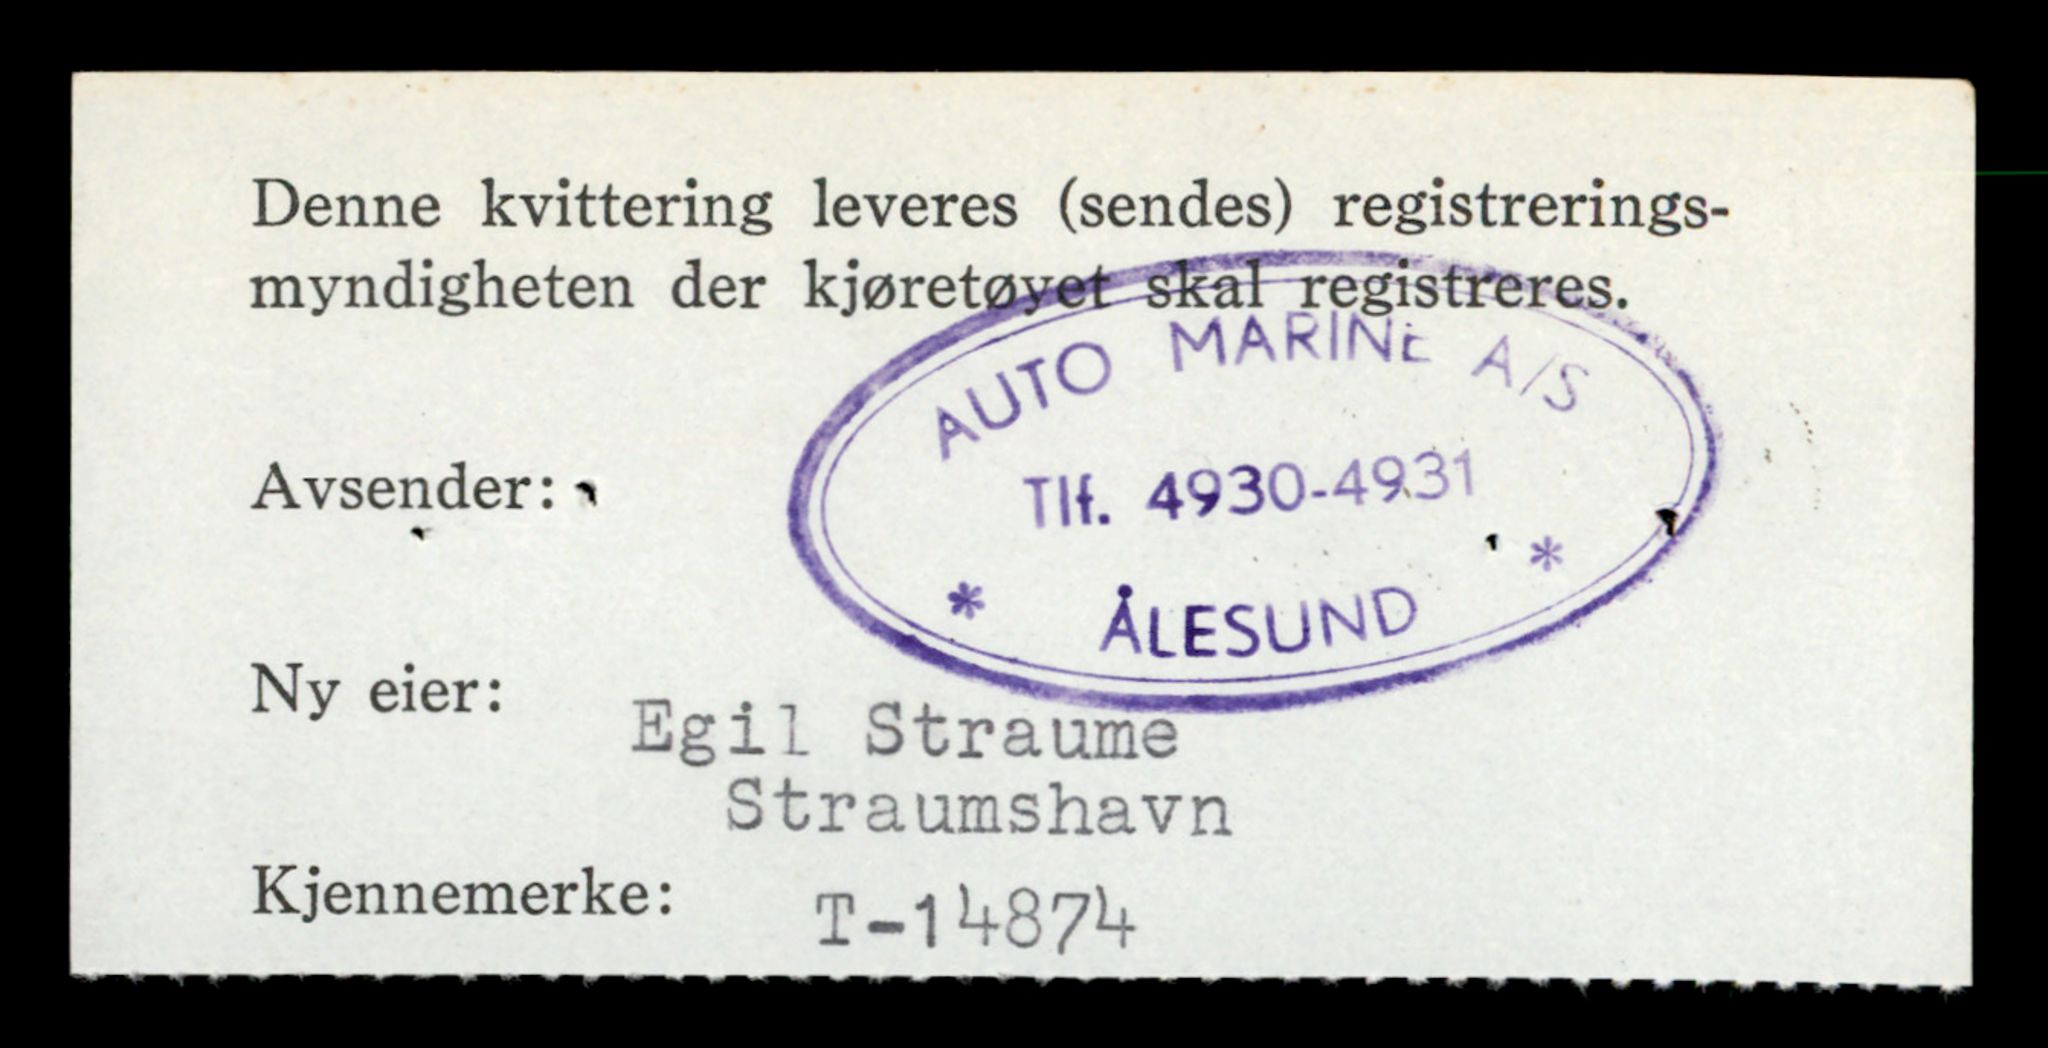 Denne kvittering leveres (sendes) registrerings-
myndigheten der kjøretøyet skal registreres.
AUTO MARINE A/S
Avsender:
Tlf. 4930-4931
* ÅLESUND *
Ny eier:
Egil Straume
Straumshavn
Kjennemerke: T-14874